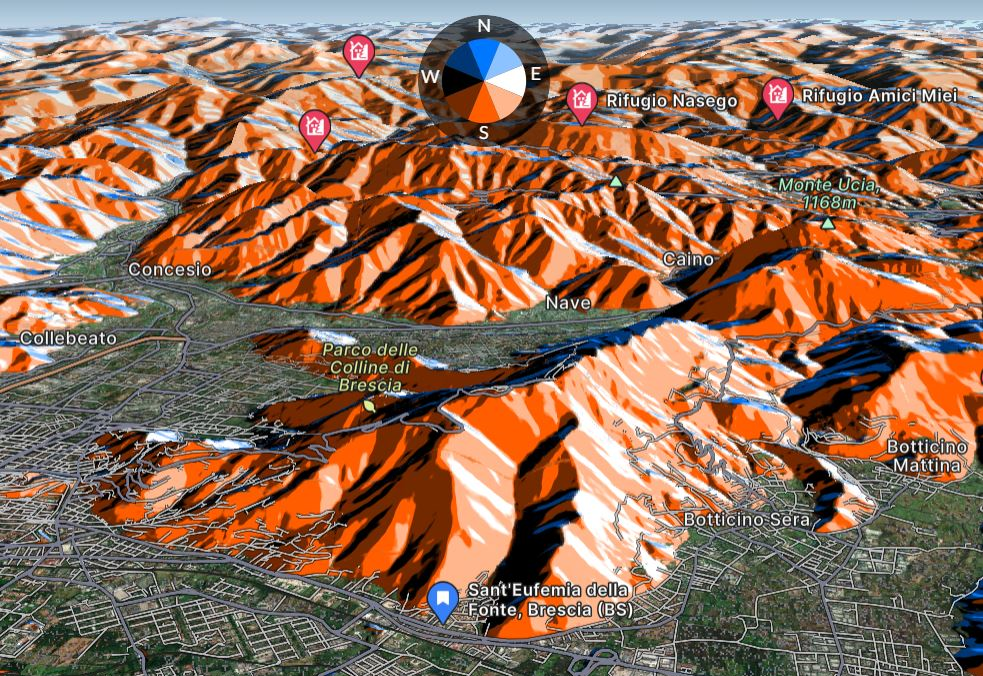 N
W
E
S
Rifugio Nasego
Rifugio Amici Miei
Monte Ucia,
1168m
Concesio
Caino
Nave
Collebeato
Parco delle
Colline di
Brescia
Botticino
Mattina
Botticino Sera
Sant'Eufemia della
Fonte, Brescia (BS)